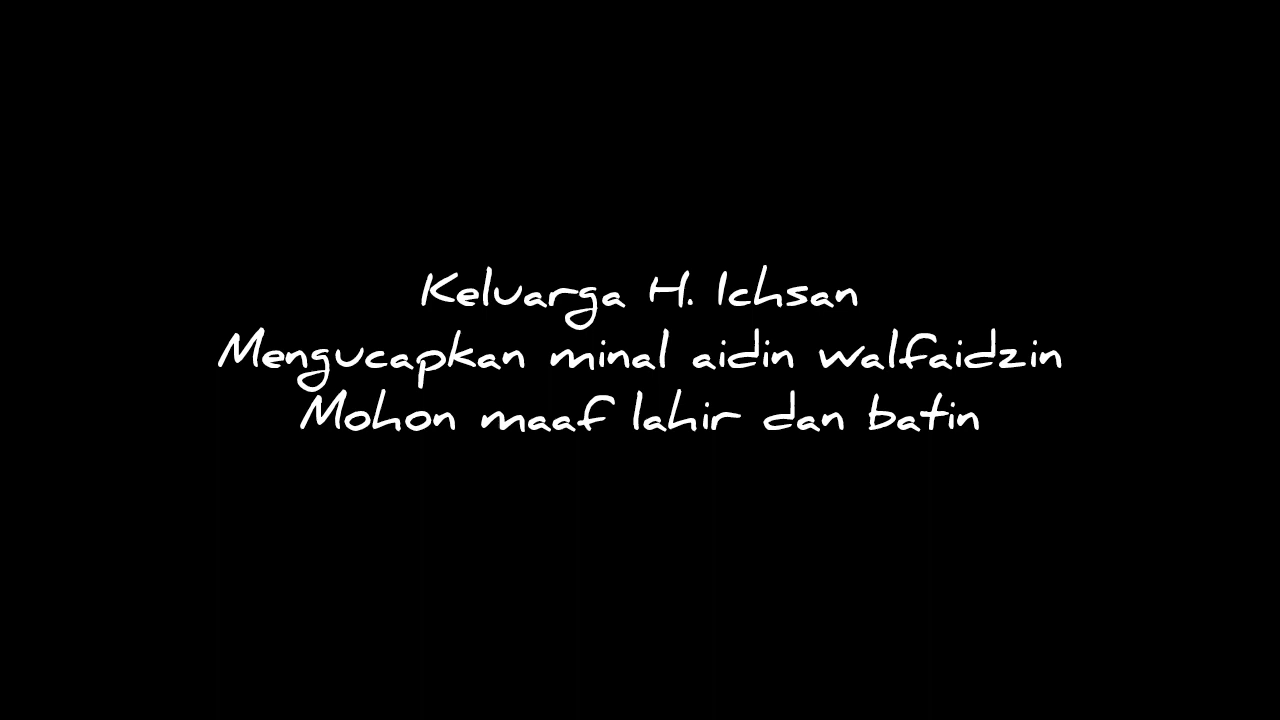 Keluarga H. Ichsan
Mengucapkan minal aidin walfaidzin
Mohon maaf lahir dan batin